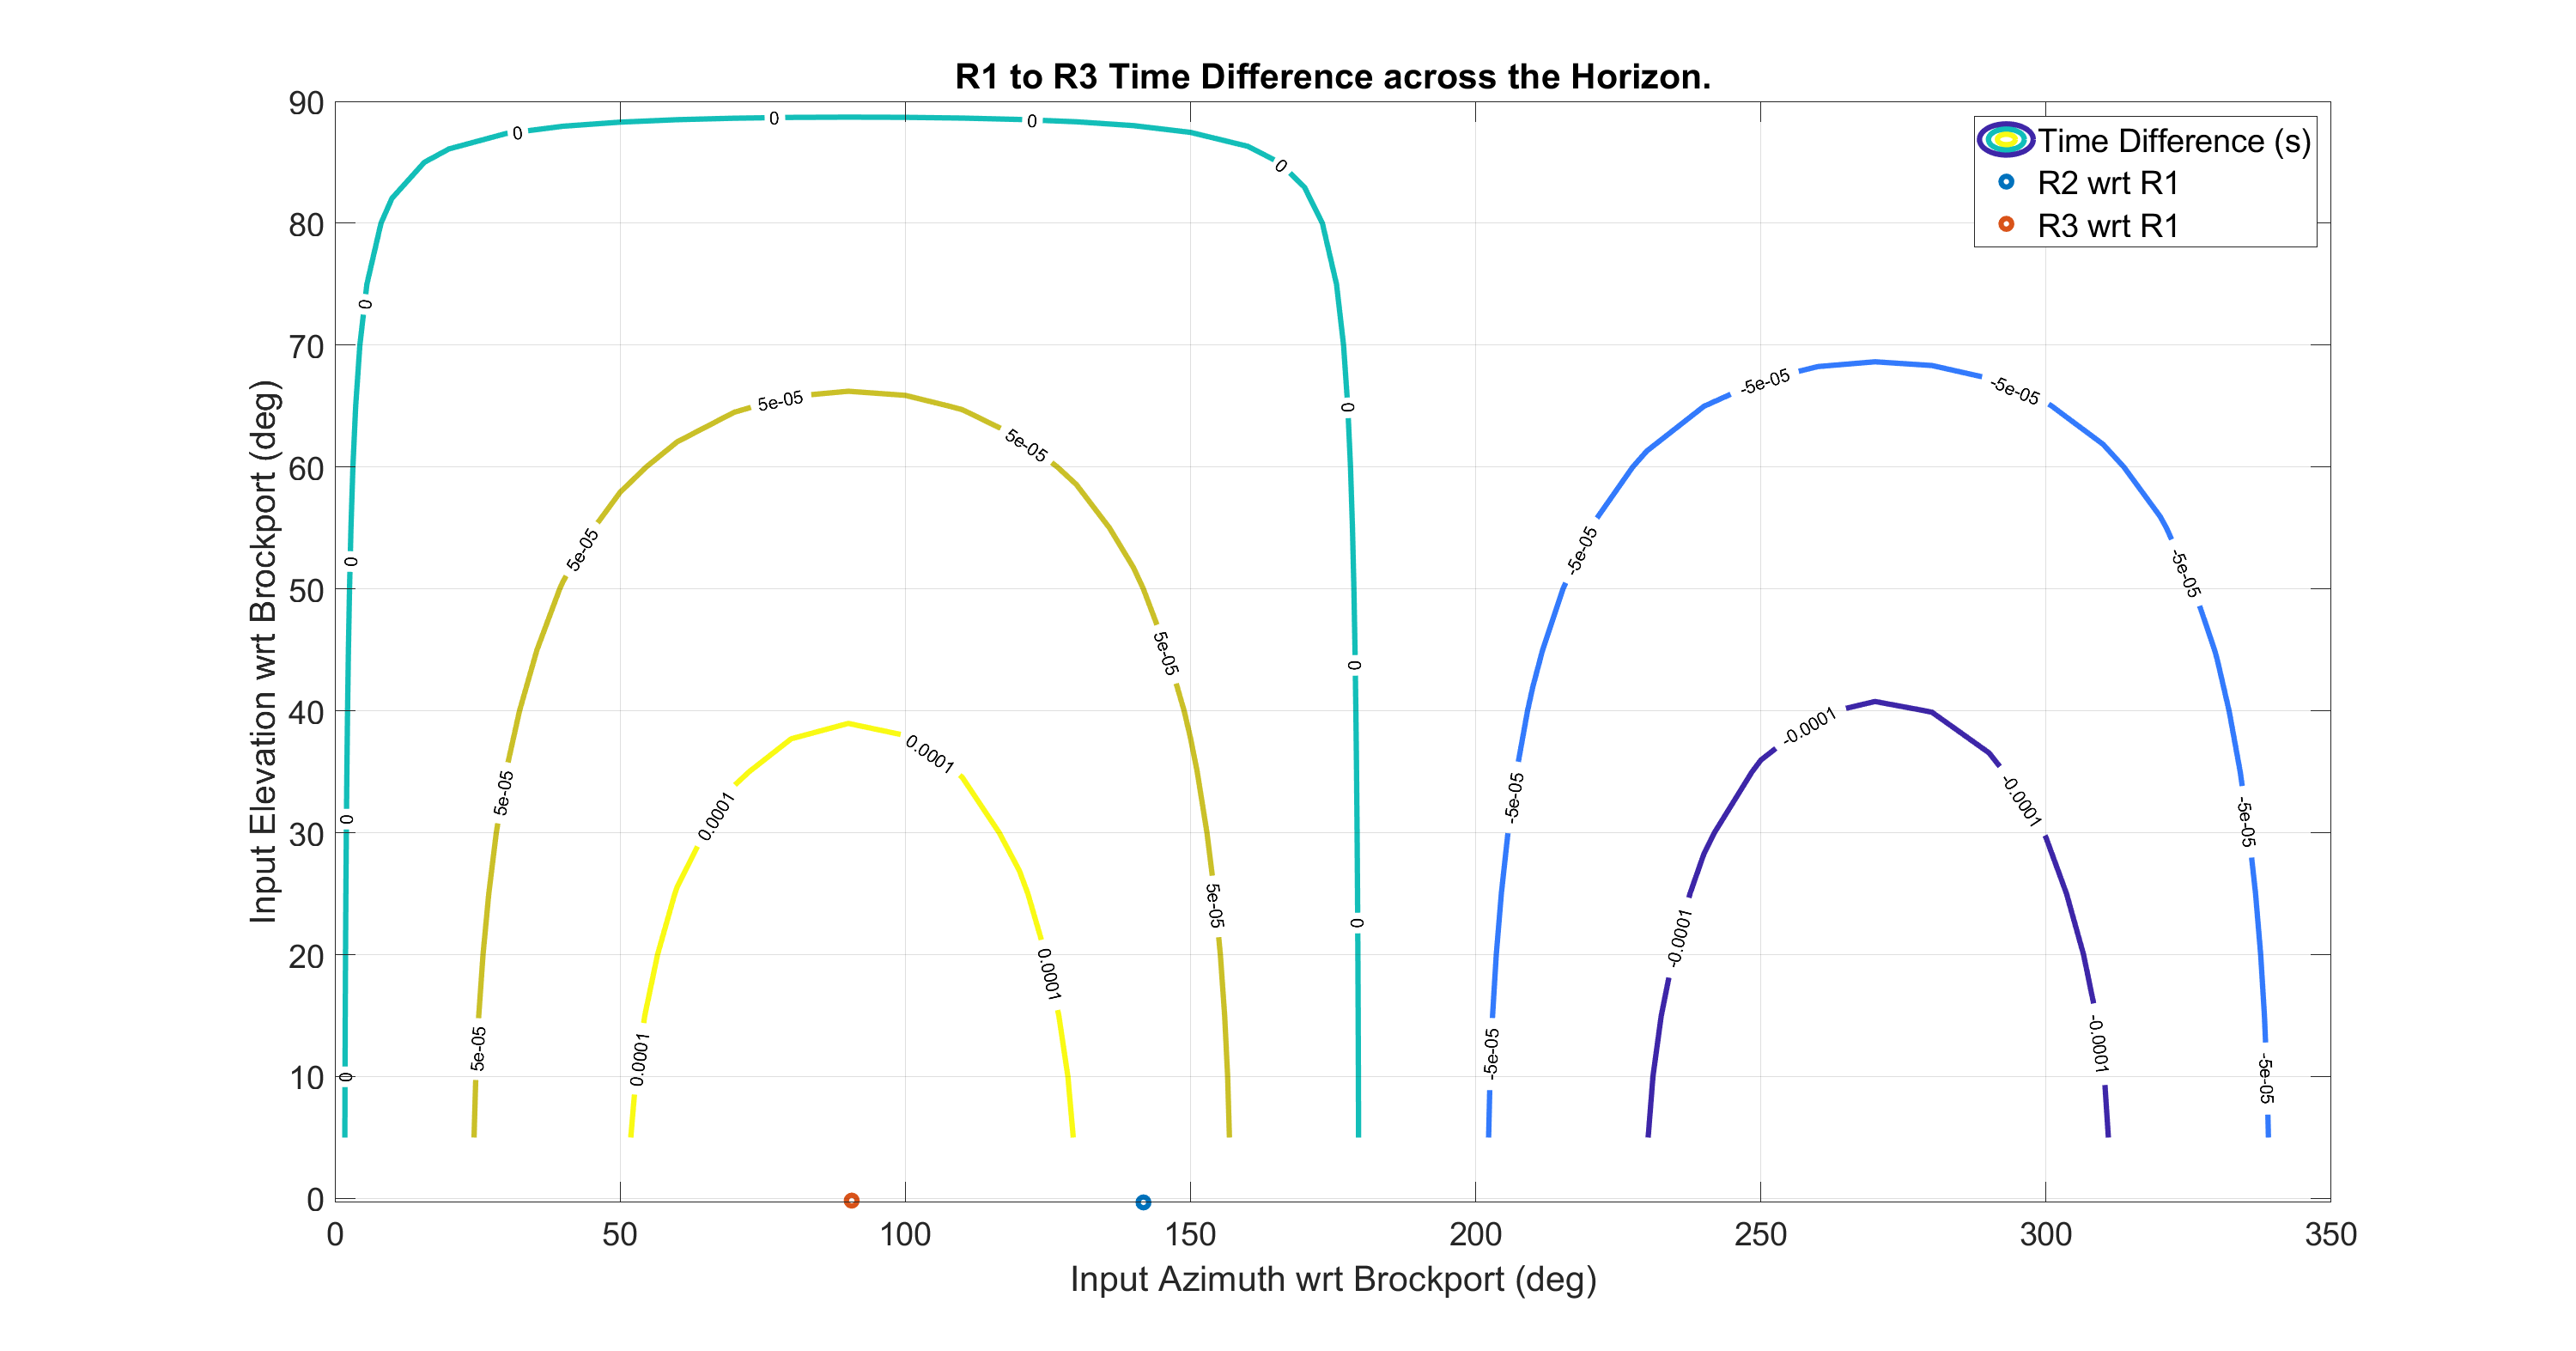 R1 to R3 Time Difference across the Horizon.
Time Difference (s)
R2 wrt R1
R3 wrt R1
Input Elevation wrt Brockport (deg)
90
80
70
60
50
40
30
20
10
0
0
0
0
0
0
0
0
0
0
0
0
0
5e-05
5e-05
5e-05
5e-05
5e-05
5e-05
5e-05
0.0001
0.0001
0.0001
0.0001
-5e-05
-5e-05
-5e-05
-5e-05
-5e-05
-5e-05
-5e-05
-5e-05
-0.0001
-0.0001
-0.0001
-0.0001
0 50 100 150 200 250 300 350
Input Azimuth wrt Brockport (deg)